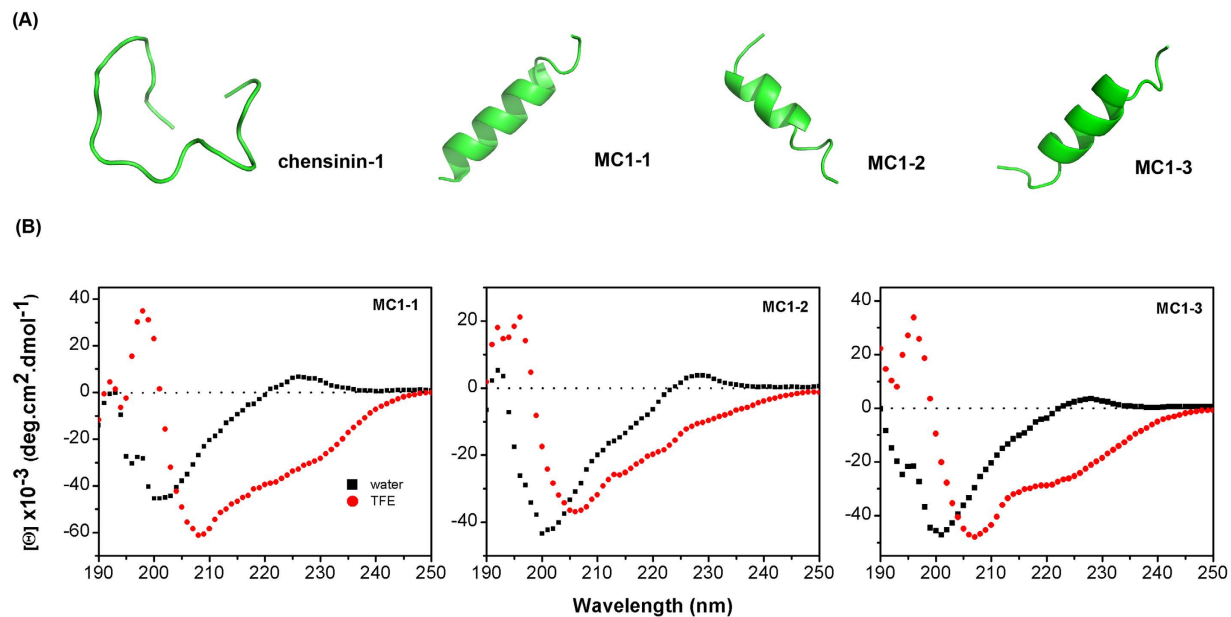 (A)
chensinin-1
MC1-1
MC1-2
MC1-3
(B)
[Θ] x10⁻³ (deg.cm².dmol⁻¹)
MC1-1
40
20
0
-20
-40
-60
water
TFE
190 200 210 220 230 240 250
MC1-2
20
0
-20
-40
190 200 210 220 230 240 250
MC1-3
40
20
0
-20
-40
190 200 210 220 230 240 250
Wavelength (nm)